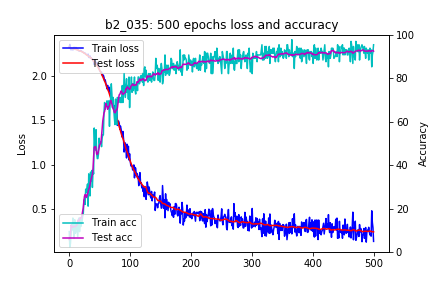 b2_035: 500 epochs loss and accuracy
Train loss
Test loss
Train acc
Test acc
Loss
2.0
1.5
1.0
0.5
Accuracy
100
80
60
40
20
0
0
100
200
300
400
500